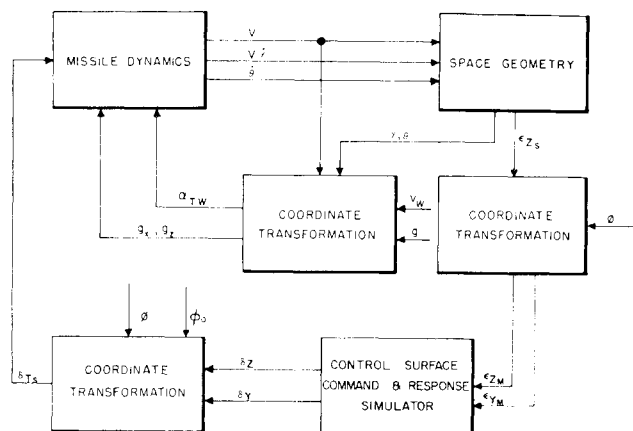 V
MISSILE DYNAMICS
V γ̇
θ̇
SPACE GEOMETRY
γ, θ
ϵZS
αTW
COORDINATE
TRANSFORMATION
VW
g
gx, gz
COORDINATE
TRANSFORMATION
Ø
Ø
ϕo
δTS
COORDINATE
TRANSFORMATION
δZ
δY
CONTROL SURFACE
COMMAND & RESPONSE
SIMULATOR
ϵZM
ϵYM